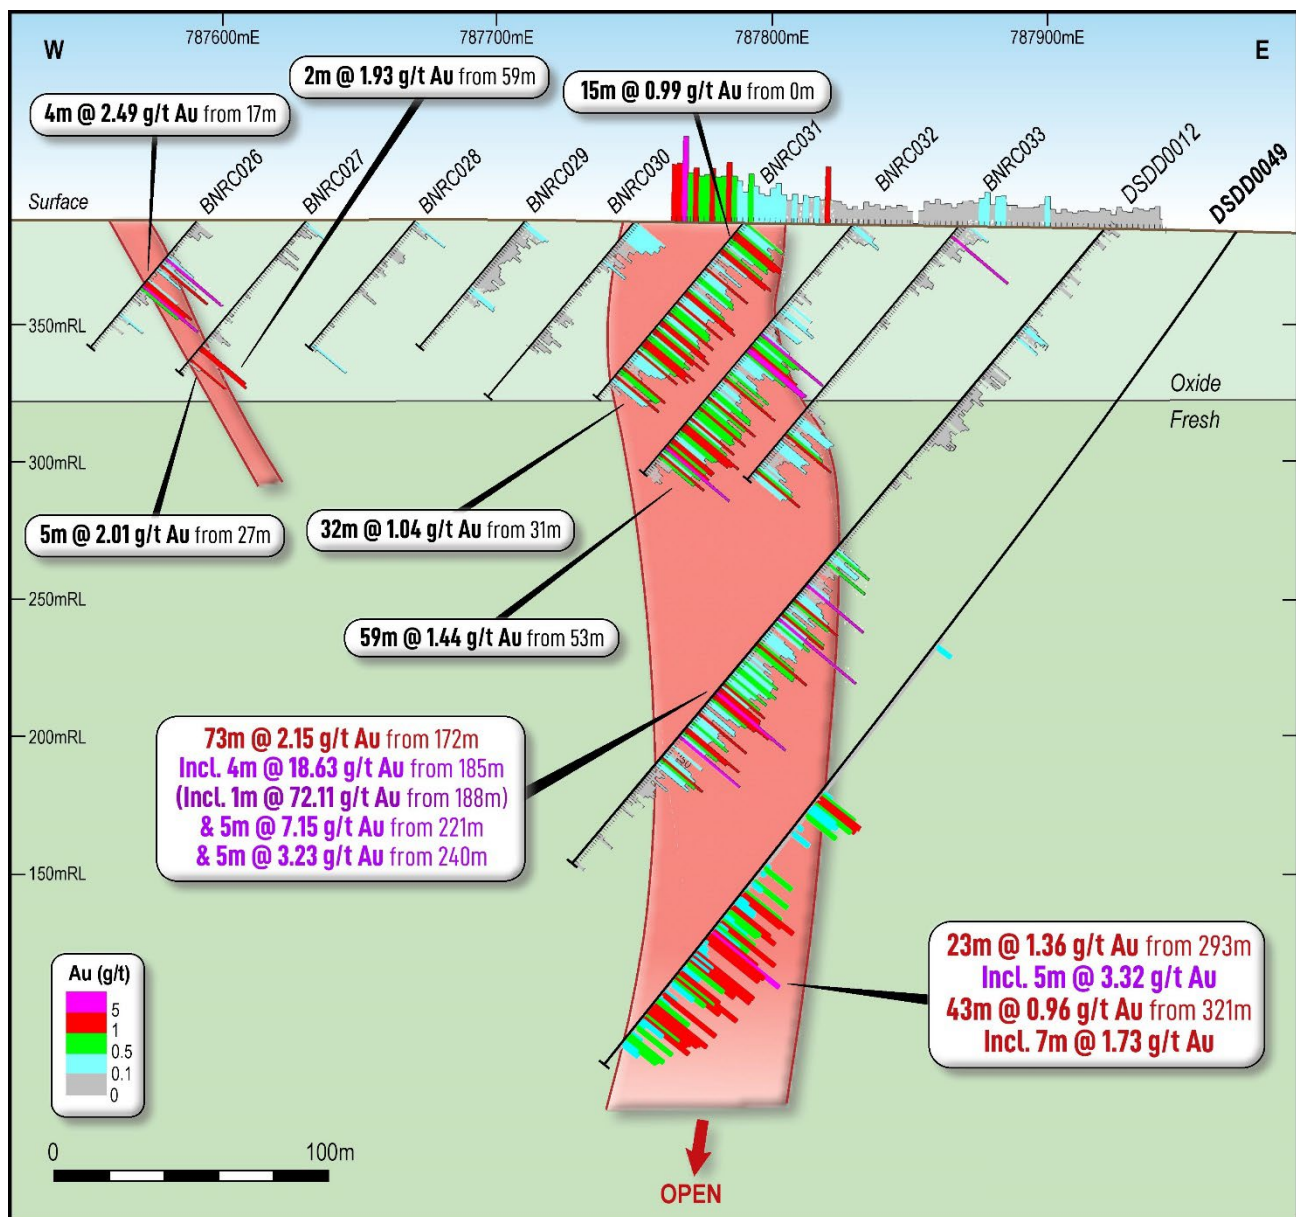 787600mE
787700mE
787800mE
787900mE
W
E
2m @ 1.93 g/t Au from 59m
15m @ 0.99 g/t Au from 0m
4m @ 2.49 g/t Au from 17m
BNRC026
BNRC027
BNRC028
BNRC029
BNRC030
BNRC031
BNRC032
BNRC033
DSDD0012
DSDD0049
Surface
350mRL
Oxide
Fresh
300mRL
5m @ 2.01 g/t Au from 27m
32m @ 1.04 g/t Au from 31m
250mRL
59m @ 1.44 g/t Au from 53m
200mRL
73m @ 2.15 g/t Au from 172m
Incl. 4m @ 18.63 g/t Au from 185m
(Incl. 1m @ 72.11 g/t Au from 188m)
& 5m @ 7.15 g/t Au from 221m
& 5m @ 3.23 g/t Au from 240m
150mRL
23m @ 1.36 g/t Au from 293m
Incl. 5m @ 3.32 g/t Au
43m @ 0.96 g/t Au from 321m
Incl. 7m @ 1.73 g/t Au
Au (g/t)
5
1
0.5
0.1
0
0
100m
OPEN